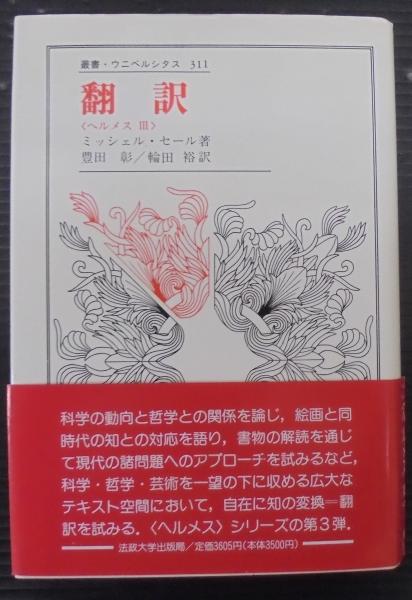 叢書・ウニベルシタス 311
翻訳
〈ヘルメス Ⅲ〉
ミッシェル・セール著
豊田 彰／輪田 裕訳
科学の動向と哲学との関係を論じ，絵画と同
時代の知との対応を語り，書物の解読を通じ
て現代の諸問題へのアプローチを試みるなど，
科学・哲学・芸術を一望の下に収める広大な
テキスト空間において，自在に知の変換＝翻
訳を試みる．〈ヘルメス〉シリーズの第３弾．
法政大学出版局／定価3605円(本体3500円)